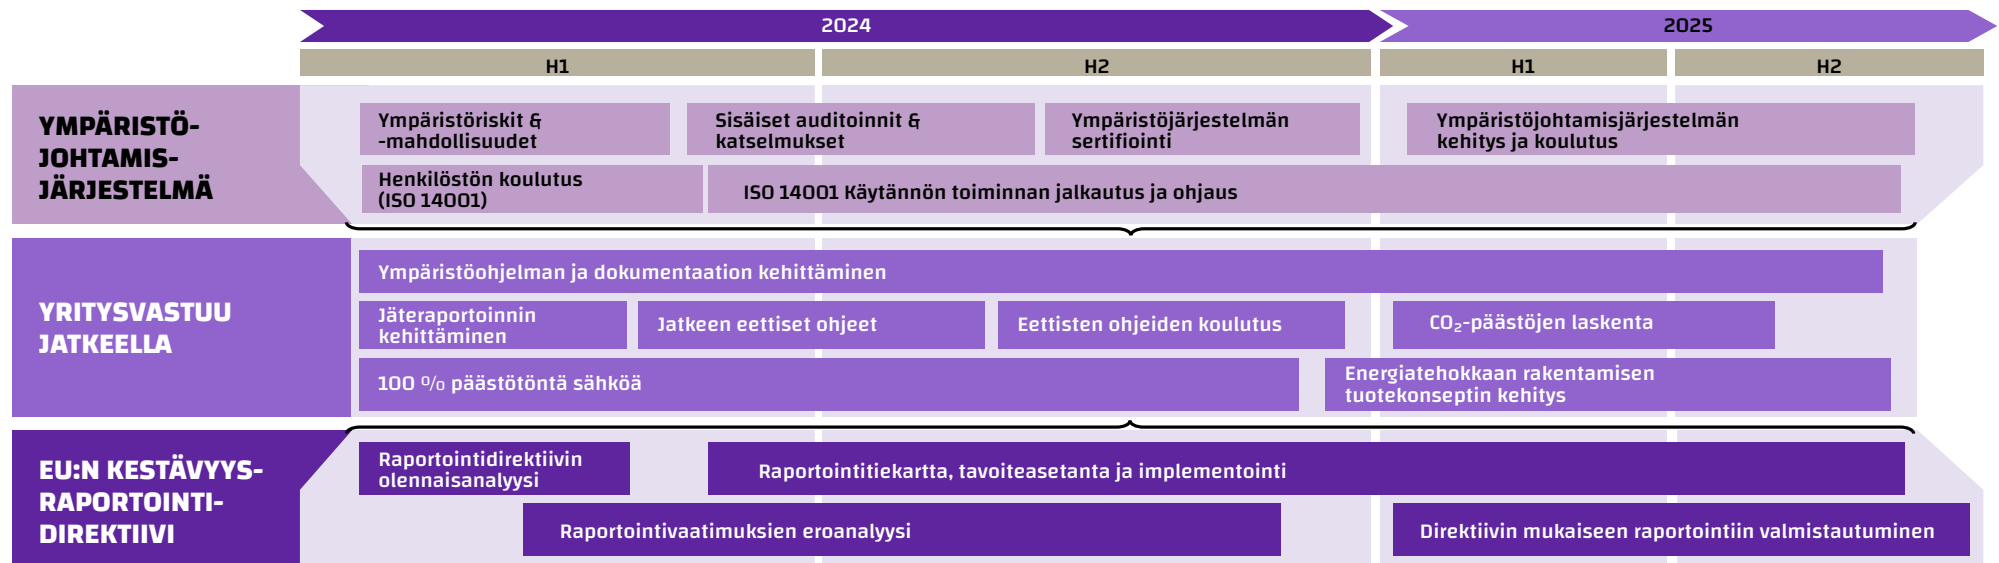 2024
2025
H1
H2
H1
H2
YMPÄRISTÖ-
JOHTAMIS-
JÄRJESTELMÄ
Ympäristöriskit &
-mahdollisuudet
Sisäiset auditoinnit &
katselmukset
Ympäristöjärjestelmän
sertifiointi
Ympäristöjohtamisjärjestelmän
kehitys ja koulutus
Henkilöstön koulutus
(ISO 14001)
ISO 14001 Käytännön toiminnan jalkautus ja ohjaus
YRITYSVASTUU
JATKEELLA
Ympäristöohjelman ja dokumentaation kehittäminen
Jäteraportoinnin
kehittäminen
Jatkeen eettiset ohjeet
Eettisten ohjeiden koulutus
CO₂-päästöjen laskenta
100 % päästötöntä sähköä
Energiatehokkaan rakentamisen
tuotekonseptin kehitys
EU:N KESTÄVYYS-
RAPORTOINTI-
DIREKTIIVI
Raportointidirektiivin
olennaisanalyysi
Raportointitiekartta, tavoiteasetanta ja implementointi
Raportointivaatimuksien eroanalyysi
Direktiivin mukaiseen raportointiin valmistautuminen